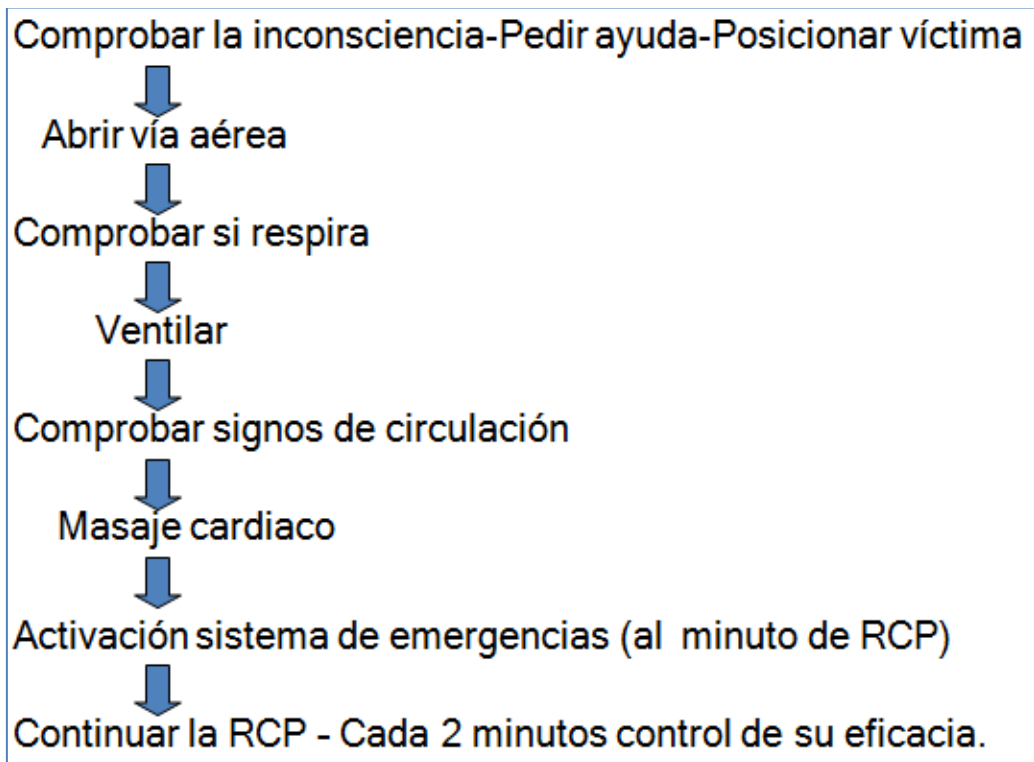 Comprobar la inconsciencia-Pedir ayuda-Posicionar víctima
Abrir vía aérea
Comprobar si respira
Ventilar
Comprobar signos de circulación
Masaje cardiaco
Activación sistema de emergencias (al minuto de RCP)
Continuar la RCP - Cada 2 minutos control de su eficacia.